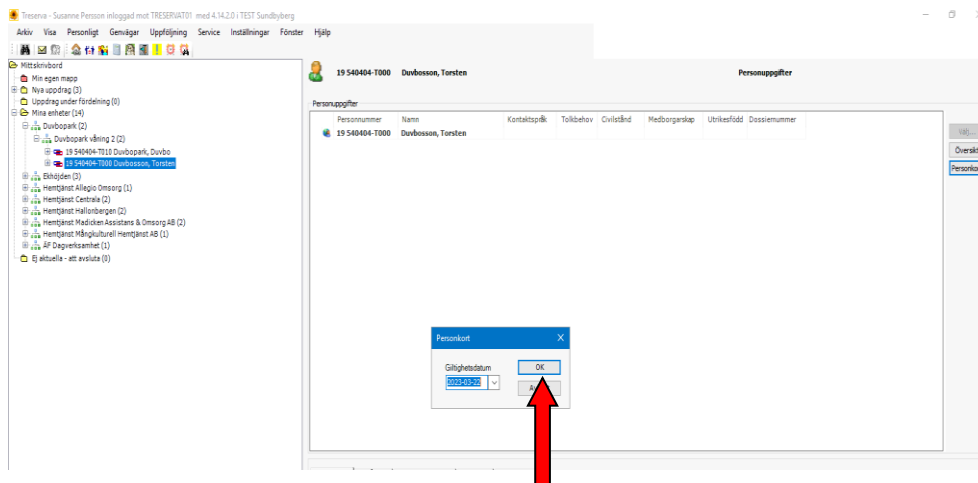 Treserva - Susanne Persson inloggad mot TRESERVAT01 med 4.14.2.0 i TEST Sundbyberg
Arkiv Visa Personligt Genvägar Uppföljning Service Inställningar Fönster Hjälp
Mittskrivbord
Min egen mapp
Nya uppdrag (3)
Uppdrag under fördelning (0)
Mina enheter (14)
Duvbopark (2)
Duvbopark våning 2 (2)
19 540404-T010 Duvbopark, Duvbo
19 540404-T000 Duvbosson, Torsten
Ekhöjden (3)
Hemtjänst Allegio Omsorg (1)
Hemtjänst Centrala (2)
Hemtjänst Hallonbergen (2)
Hemtjänst Madicken Assistans & Omsorg AB (2)
Hemtjänst Mångkulturell Hemtjänst AB (1)
ÄF Dagverksamhet (1)
Ej aktuella - att avsluta (0)
19 540404-T000 Duvbosson, Torsten Personuppgifter
Personuppgifter
Personnummer Namn Kontaktspråk Tolkbehov Civilstånd Medborgarskap Utrikesfödd Dossiernummer
19 540404-T000 Duvbosson, Torsten
Välj...
Översikt
Personkort
Giltighetsdatum
2023-03-22
OK